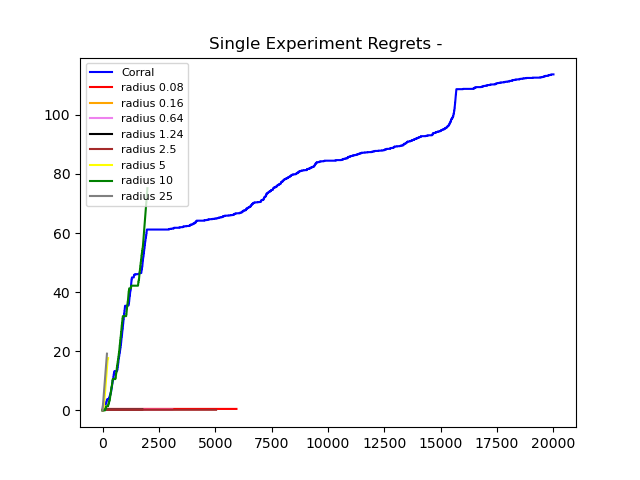 Single Experiment Regrets -
Corral
radius 0.08
radius 0.16
radius 0.64
radius 1.24
radius 2.5
radius 5
radius 10
radius 25
100
80
60
40
20
0
0 2500 5000 7500 10000 12500 15000 17500 20000